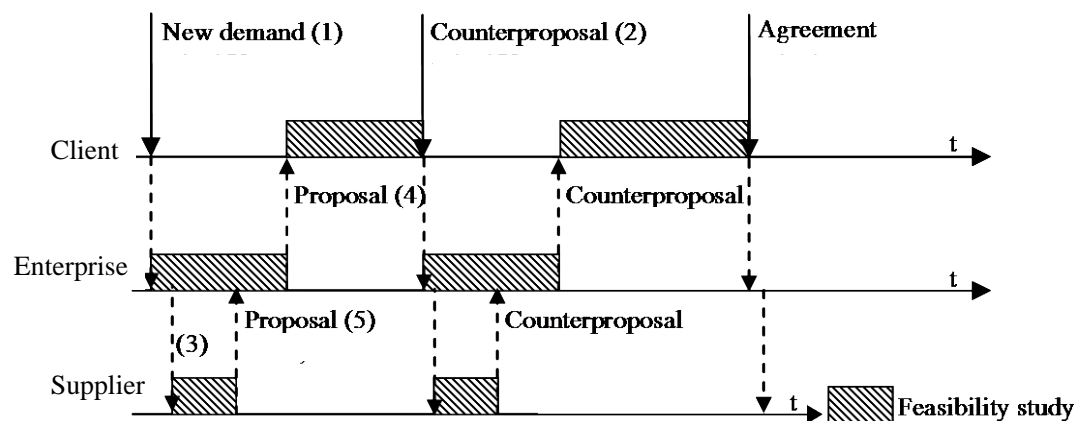 New demand (1) Counterproposal (2) Agreement
Client t
Proposal (4) Counterproposal
Enterprise t
Proposal (5) Counterproposal
(3)
Supplier t Feasibility study